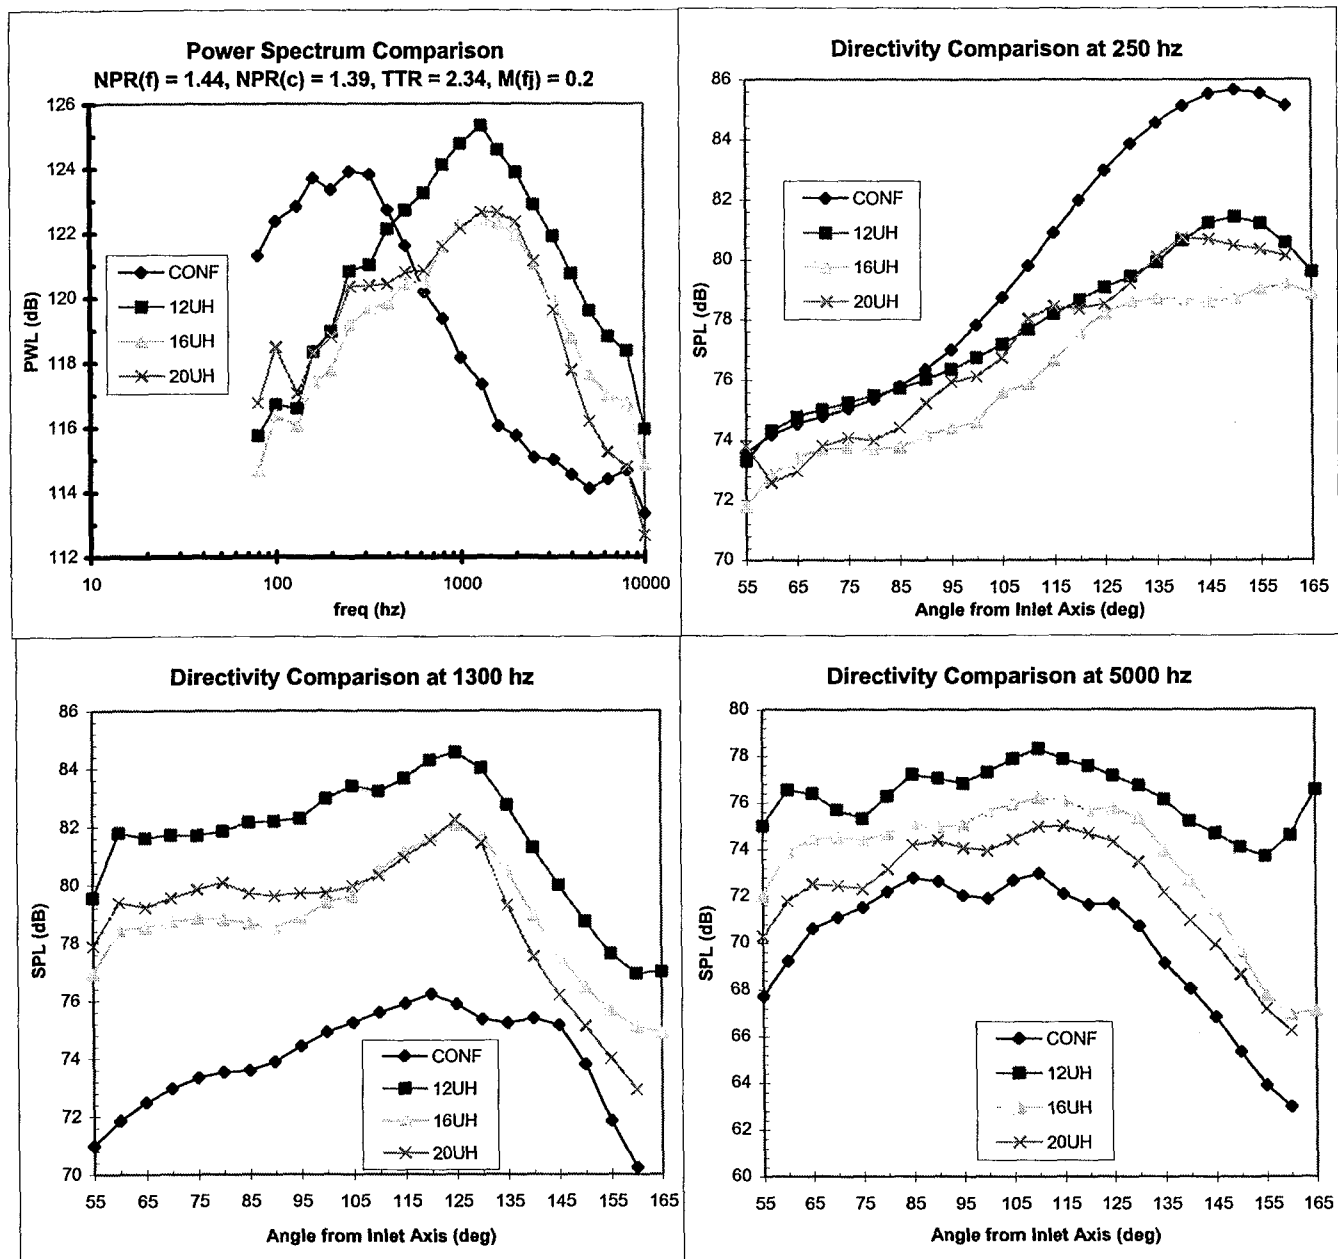 Power Spectrum Comparison
NPR(f) = 1.44, NPR(c) = 1.39, TTR = 2.34, M(fj) = 0.2
126
124
122
120
118
116
114
112
PWL (dB)
CONF
12UH
16UH
20UH
10
100
1000
10000
freq (hz)
Directivity Comparison at 250 hz
86
84
82
80
78
76
74
72
70
SPL (dB)
CONF
12UH
16UH
20UH
55 65 75 85 95 105 115 125 135 145 155 165
Angle from Inlet Axis (deg)
Directivity Comparison at 1300 hz
86
84
82
80
78
76
74
72
70
SPL (dB)
CONF
12UH
16UH
20UH
55 65 75 85 95 105 115 125 135 145 155 165
Angle from Inlet Axis (deg)
Directivity Comparison at 5000 hz
80
78
76
74
72
70
68
66
64
62
60
SPL (dB)
CONF
12UH
16UH
20UH
55 65 75 85 95 105 115 125 135 145 155 165
Angle from Inlet Axis (deg)